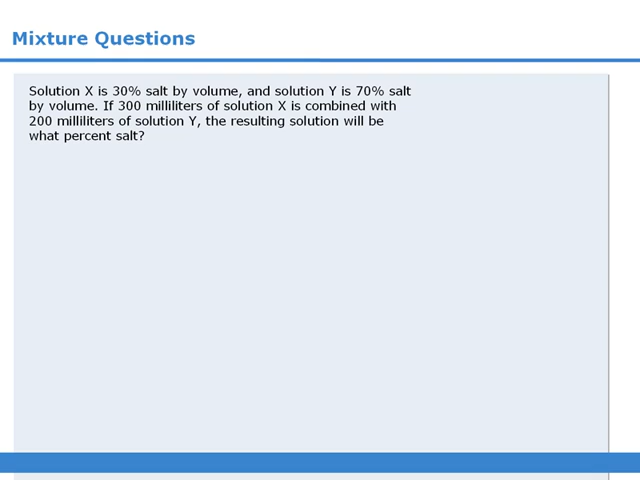 Mixture Questions
Solution X is 30% salt by volume, and solution Y is 70% salt
by volume. If 300 milliliters of solution X is combined with
200 milliliters of solution Y, the resulting solution will be
what percent salt?